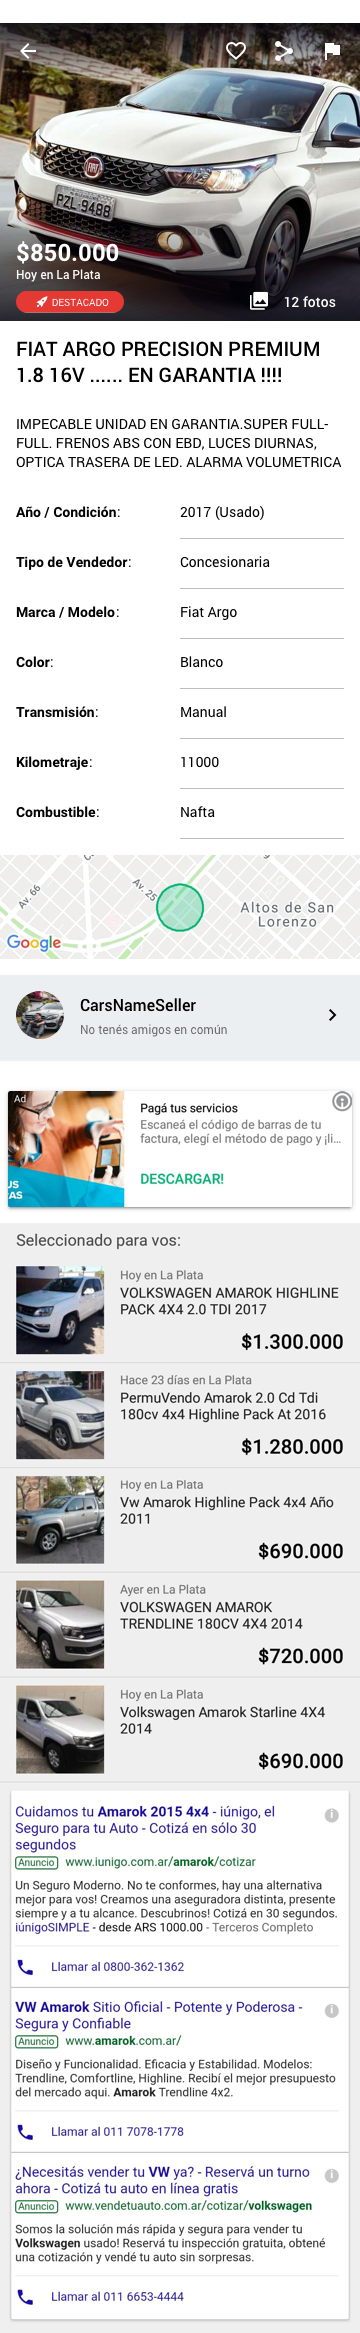 FIAT
PZL-9488
$850.000
Hoy en La Plata
DESTACADO
12 fotos
FIAT ARGO PRECISION PREMIUM
1.8 16V ...... EN GARANTIA !!!!
IMPECABLE UNIDAD EN GARANTIA.SUPER FULL-
FULL. FRENOS ABS CON EBD, LUCES DIURNAS,
OPTICA TRASERA DE LED. ALARMA VOLUMETRICA
Año / Condición: 2017 (Usado)
Tipo de Vendedor: Concesionaria
Marca / Modelo: Fiat Argo
Color: Blanco
Transmisión: Manual
Kilometraje: 11000
Combustible: Nafta
Av. 66
Av. 25
Altos de San
Lorenzo
Google
CarsNameSeller
No tenés amigos en común
Ad
US
AS
Pagá tus servicios
Escaneá el código de barras de tu
factura, elegí el método de pago y ¡li...
DESCARGAR!
Seleccionado para vos:
Hoy en La Plata
VOLKSWAGEN AMAROK HIGHLINE
PACK 4X4 2.0 TDI 2017
$1.300.000
Hace 23 días en La Plata
PermuVendo Amarok 2.0 Cd Tdi
180cv 4x4 Highline Pack At 2016
$1.280.000
Hoy en La Plata
Vw Amarok Highline Pack 4x4 Año
2011
$690.000
Ayer en La Plata
VOLKSWAGEN AMAROK
TRENDLINE 180CV 4X4 2014
$720.000
Hoy en La Plata
Volkswagen Amarok Starline 4X4
2014
$690.000
Cuidamos tu Amarok 2015 4x4 - iúnigo, el
Seguro para tu Auto - Cotizá en sólo 30
segundos
Anuncio www.iunigo.com.ar/amarok/cotizar
Un Seguro Moderno. No te conformes, hay una alternativa
mejor para vos! Creamos una aseguradora distinta, presente
siempre y a tu alcance. Descubrinos! Cotizá en 30 segundos.
iúnigoSIMPLE - desde ARS 1000.00 - Terceros Completo
Llamar al 0800-362-1362
VW Amarok Sitio Oficial - Potente y Poderosa -
Segura y Confiable
Anuncio www.amarok.com.ar/
Diseño y Funcionalidad. Eficacia y Estabilidad. Modelos:
Trendline, Comfortline, Highline. Recibí el mejor presupuesto
del mercado aqui. Amarok Trendline 4x2.
Llamar al 011 7078-1778
¿Necesitás vender tu VW ya? - Reservá un turno
ahora - Cotizá tu auto en línea gratis
Anuncio www.vendetuauto.com.ar/cotizar/volkswagen
Somos la solución más rápida y segura para vender tu
Volkswagen usado! Reservá tu inspección gratuita, obtené
una cotización y vendé tu auto sin sorpresas.
Llamar al 011 6653-4444